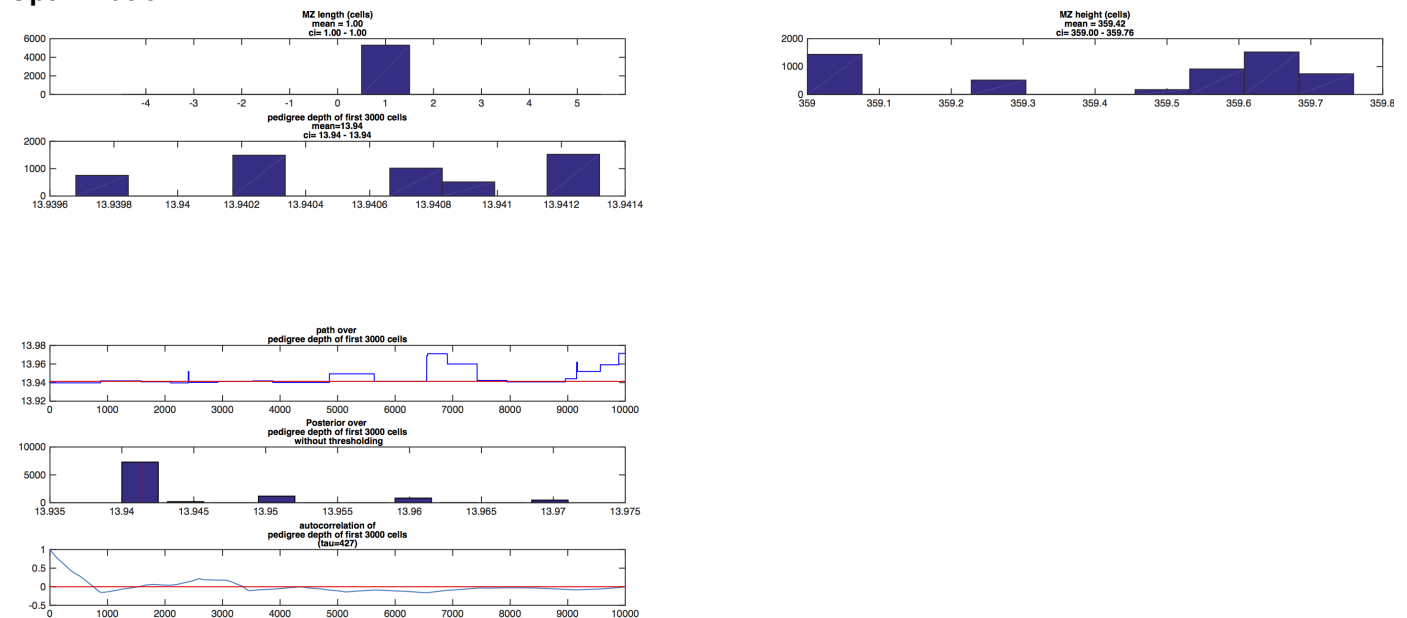 MZ length (cells)
mean = 1.00
ci= 1.00 - 1.00
6000
4000
2000
0
-4 -3 -2 -1 0 1 2 3 4 5
MZ height (cells)
mean = 359.42
ci= 359.00 - 359.76
2000
1000
0
359 359.1 359.2 359.3 359.4 359.5 359.6 359.7 359.8
pedigree depth of first 3000 cells
mean=13.94
ci= 13.94 - 13.94
2000
1000
0
13.9396 13.9398 13.94 13.9402 13.9404 13.9406 13.9408 13.941 13.9412 13.9414
path over
pedigree depth of first 3000 cells
13.98
13.96
13.94
13.92
0 1000 2000 3000 4000 5000 6000 7000 8000 9000 10000
Posterior over
pedigree depth of first 3000 cells
without thresholding
10000
5000
0
13.935 13.94 13.945 13.95 13.955 13.96 13.965 13.97 13.975
autocorrelation of
pedigree depth of first 3000 cells
(tau=427)
1
0.5
0
-0.5
0 1000 2000 3000 4000 5000 6000 7000 8000 9000 10000